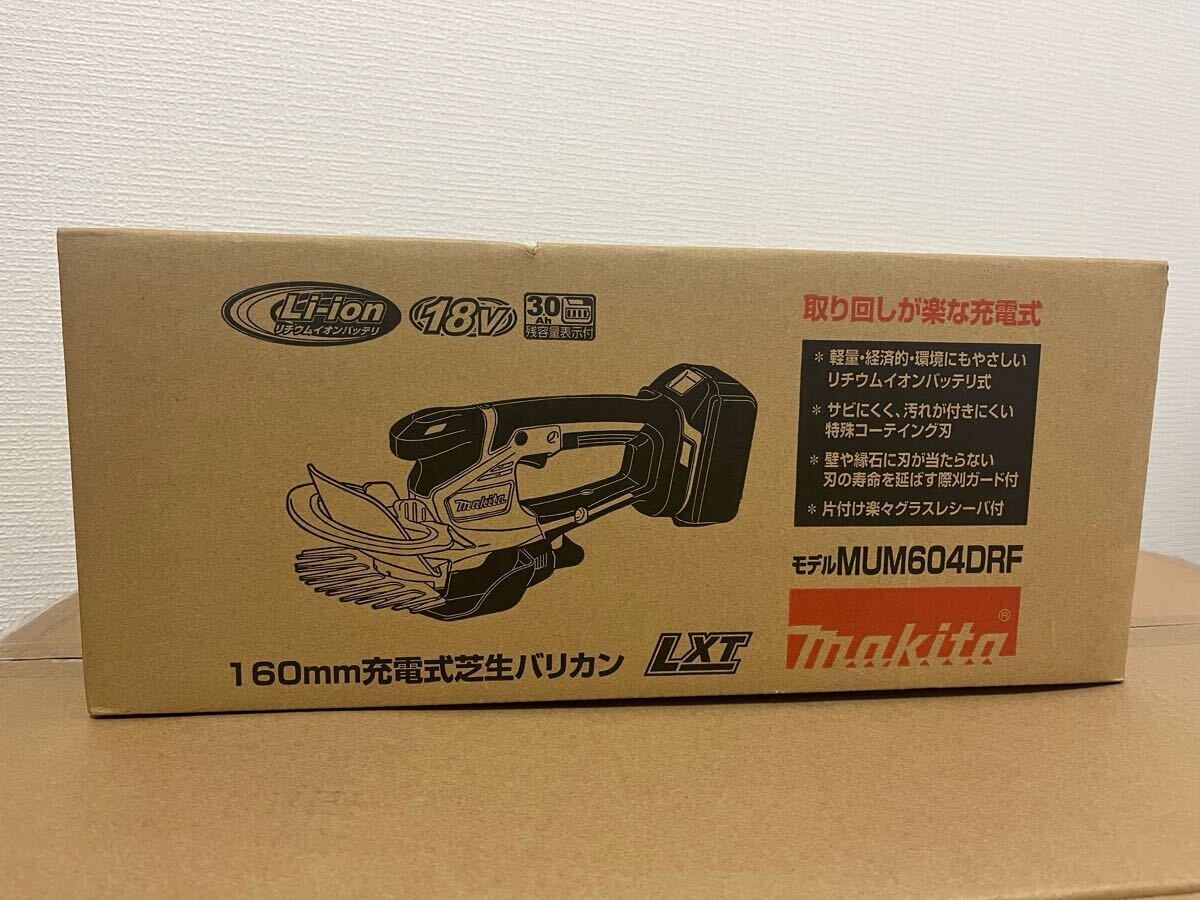 Li-ion
リチウムイオンバッテリ
18V
3.0
Ah
残容量表示付
取り回しが楽な充電式
* 軽量・経済的・環境にもやさしい
リチウムイオンバッテリ式
* サビにくく、汚れが付きにくい
特殊コーティング刃
* 壁や縁石に刃が当たらない
刃の寿命を延ばす際刈ガード付
* 片付け楽々グラスレシーバ付
makita
モデルMUM604DRF
makita®
160mm充電式芝生バリカン
LXT